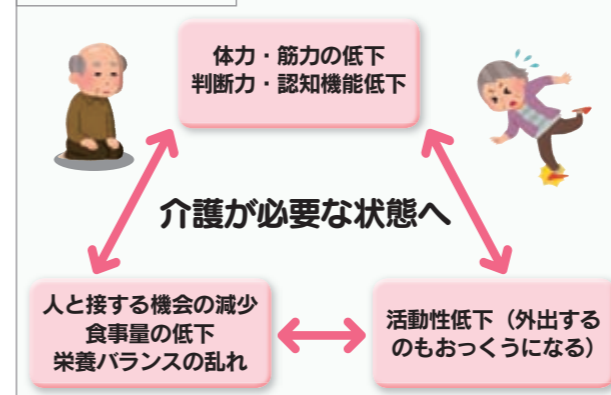 体力・筋力の低下
判断力・認知機能低下
介護が必要な状態へ
人と接する機会の減少
食事量の低下
栄養バランスの乱れ
活動性低下（外出する
のもおっくうになる）